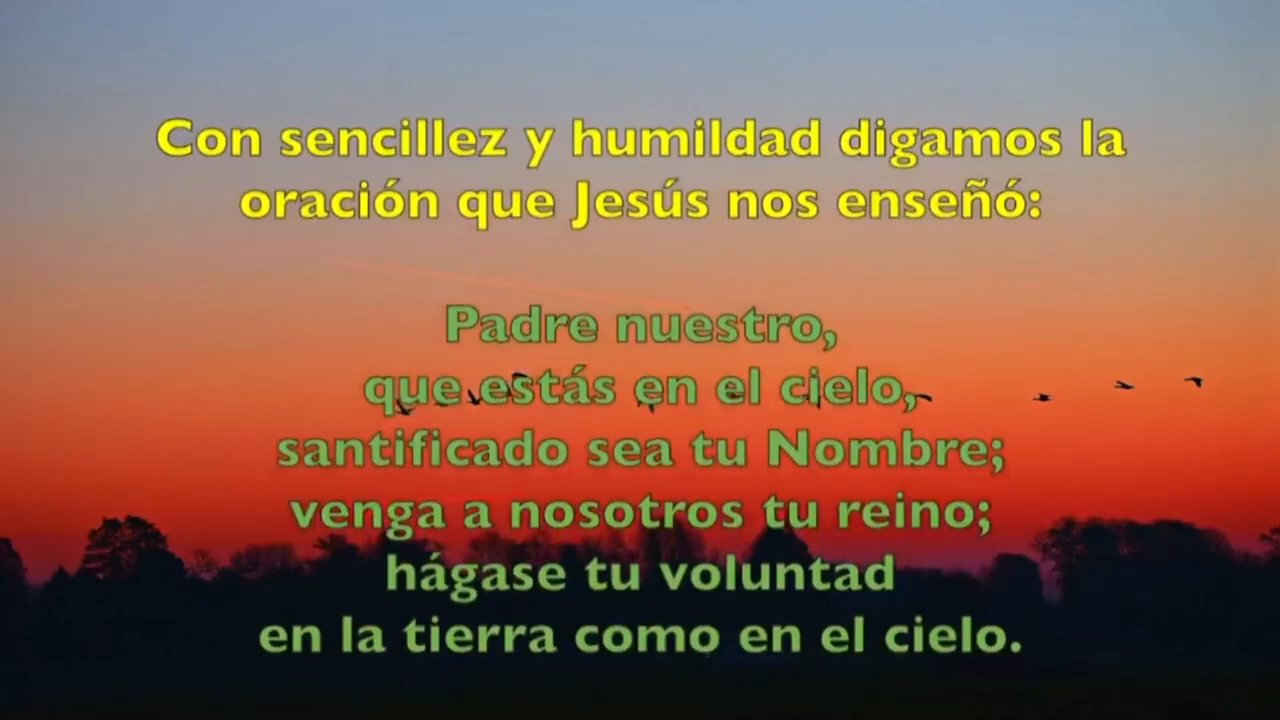 Con sencillez y humildad digamos la
oración que Jesús nos enseñó:
Padre nuestro,
que estás en el cielo,
santificado sea tu Nombre;
venga a nosotros tu reino;
hágase tu voluntad
en la tierra como en el cielo.